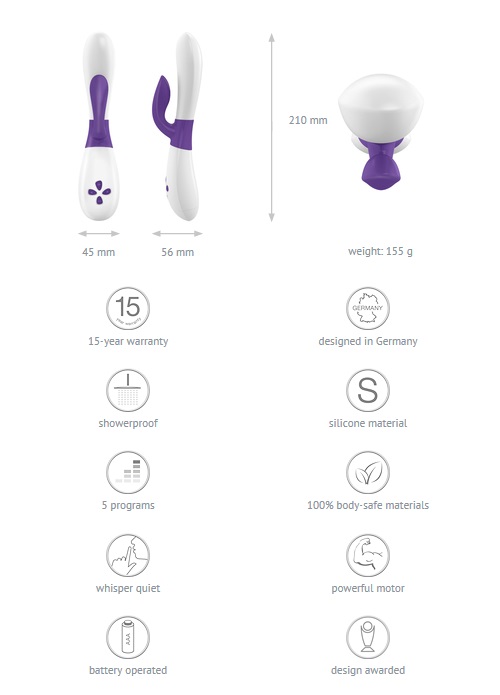 210 mm
45 mm
56 mm
weight: 155 g
15
year warranty
15-year warranty
GERMANY
designed in Germany
showerproof
S
silicone material
5 programs
100% body-safe materials
whisper quiet
powerful motor
AAA
battery operated
design awarded